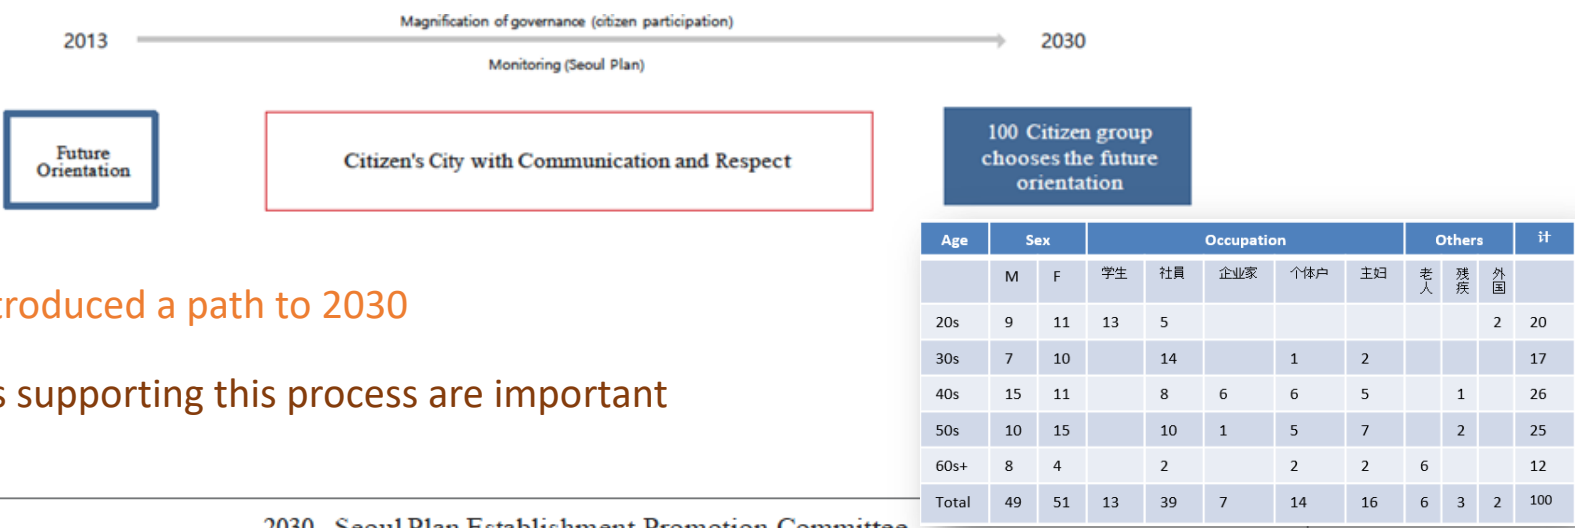 Magnification of governance (citizen participation)
2013 2030
Monitoring (Seoul Plan)
Future
Orientation
Citizen's City with Communication and Respect
100 Citizen group
chooses the future
orientation
troduced a path to 2030
s supporting this process are important
Age Sex Occupation Others 计
M F 学生 社員 企业家 个体户 主妇 老人 残疾 外国
20s 9 11 13 5 2 20
30s 7 10 14 1 2 17
40s 15 11 8 6 6 5 1 26
50s 10 15 10 1 5 7 2 25
60s+ 8 4 2 2 2 6 12
Total 49 51 13 39 7 14 16 6 3 2 100
2030 Seoul Plan Establishment Promotion Committee